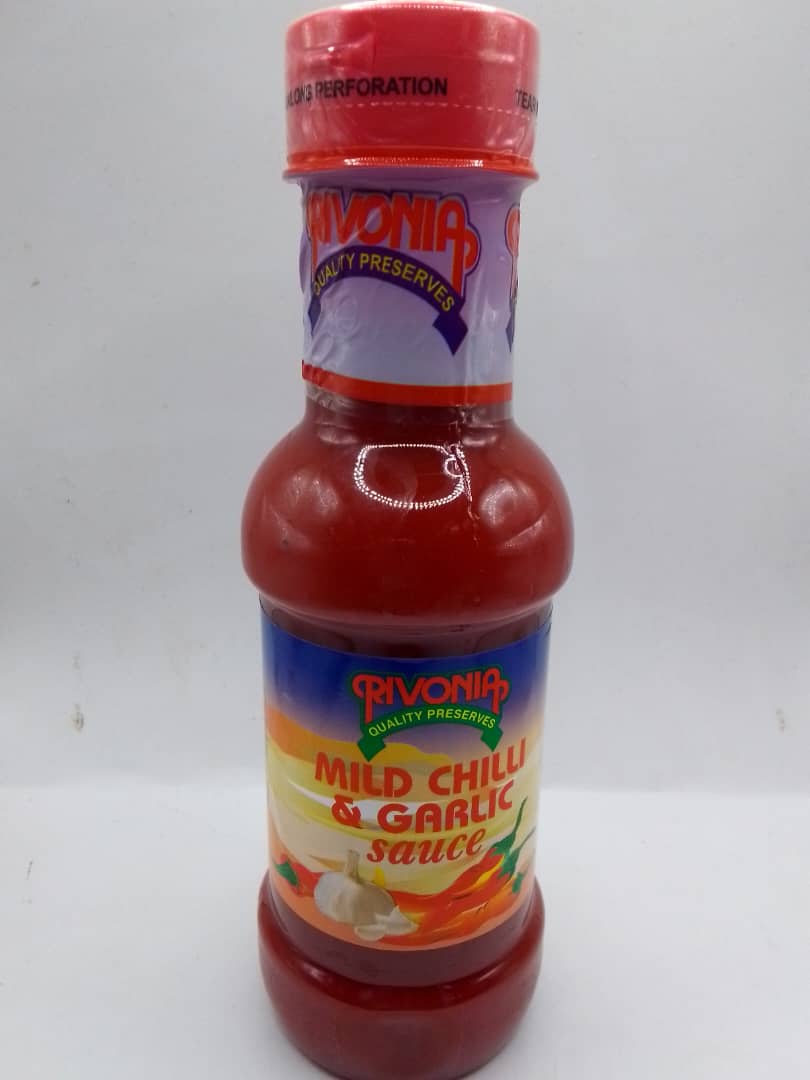 ALONG PERFORATION
TEAR
RIVONIA
QUALITY PRESERVES
RIVONIA
QUALITY PRESERVES
MILD CHILLI
& GARLIC
sauce